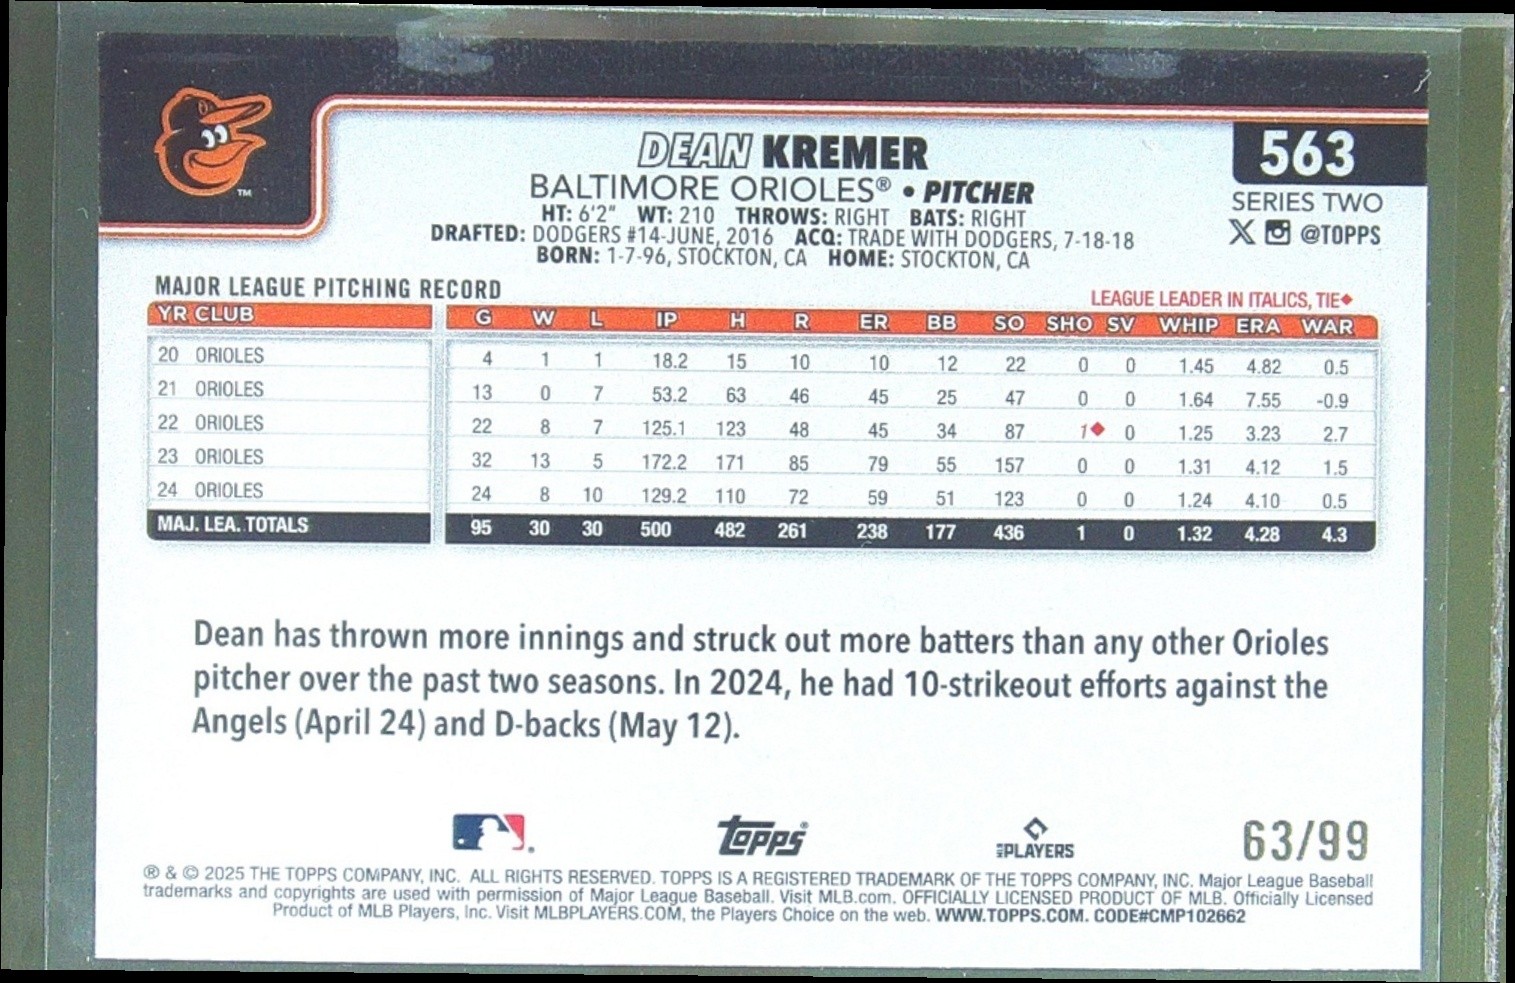 DEAN KREMER
563
BALTIMORE ORIOLES® • PITCHER
SERIES TWO
HT: 6'2" WT: 210 THROWS: RIGHT BATS: RIGHT
DRAFTED: DODGERS #14-JUNE, 2016 ACQ: TRADE WITH DODGERS, 7-18-18
@TOPPS
BORN: 1-7-96, STOCKTON, CA HOME: STOCKTON, CA
TM
MAJOR LEAGUE PITCHING RECORD
LEAGUE LEADER IN ITALICS, TIE◆
YR CLUB G W L IP H R ER BB SO SHO SV WHIP ERA WAR
20 ORIOLES 4 1 1 18.2 15 10 10 12 22 0 0 1.45 4.82 0.5
21 ORIOLES 13 0 7 53.2 63 46 45 25 47 0 0 1.64 7.55 -0.9
22 ORIOLES 22 8 7 125.1 123 48 45 34 87 1◆ 0 1.25 3.23 2.7
23 ORIOLES 32 13 5 172.2 171 85 79 55 157 0 0 1.31 4.12 1.5
24 ORIOLES 24 8 10 129.2 110 72 59 51 123 0 0 1.24 4.10 0.5
MAJ. LEA. TOTALS 95 30 30 500 482 261 238 177 436 1 0 1.32 4.28 4.3
Dean has thrown more innings and struck out more batters than any other Orioles
pitcher over the past two seasons. In 2024, he had 10-strikeout efforts against the
Angels (April 24) and D-backs (May 12).
Topps®
PLAYERS
63/99
® & © 2025 THE TOPPS COMPANY, INC. ALL RIGHTS RESERVED. TOPPS IS A REGISTERED TRADEMARK OF THE TOPPS COMPANY, INC. Major League Baseball
trademarks and copyrights are used with permission of Major League Baseball. Visit MLB.com. OFFICIALLY LICENSED PRODUCT OF MLB. Officially Licensed
Product of MLB Players, Inc. Visit MLBPLAYERS.COM, the Players Choice on the web. WWW.TOPPS.COM. CODE#CMP102662